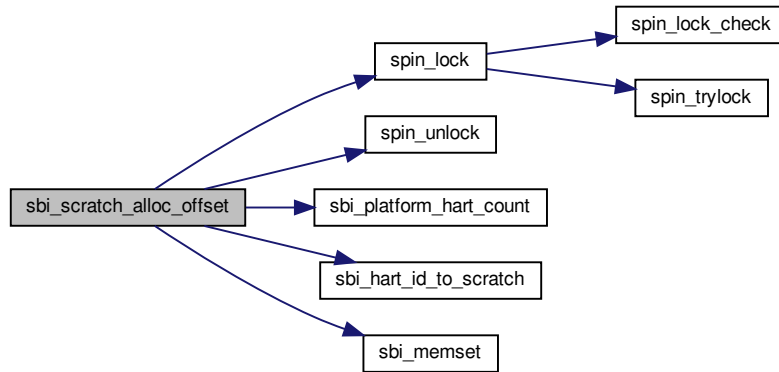 spin_lock_check
spin_lock
spin_trylock
spin_unlock
sbi_scratch_alloc_offset
sbi_platform_hart_count
sbi_hart_id_to_scratch
sbi_memset